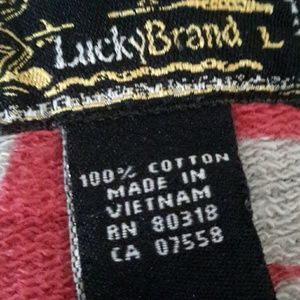 LuckyBrand L
100% COTTON
MADE IN
VIETNAM
RN 80318
CA 07558